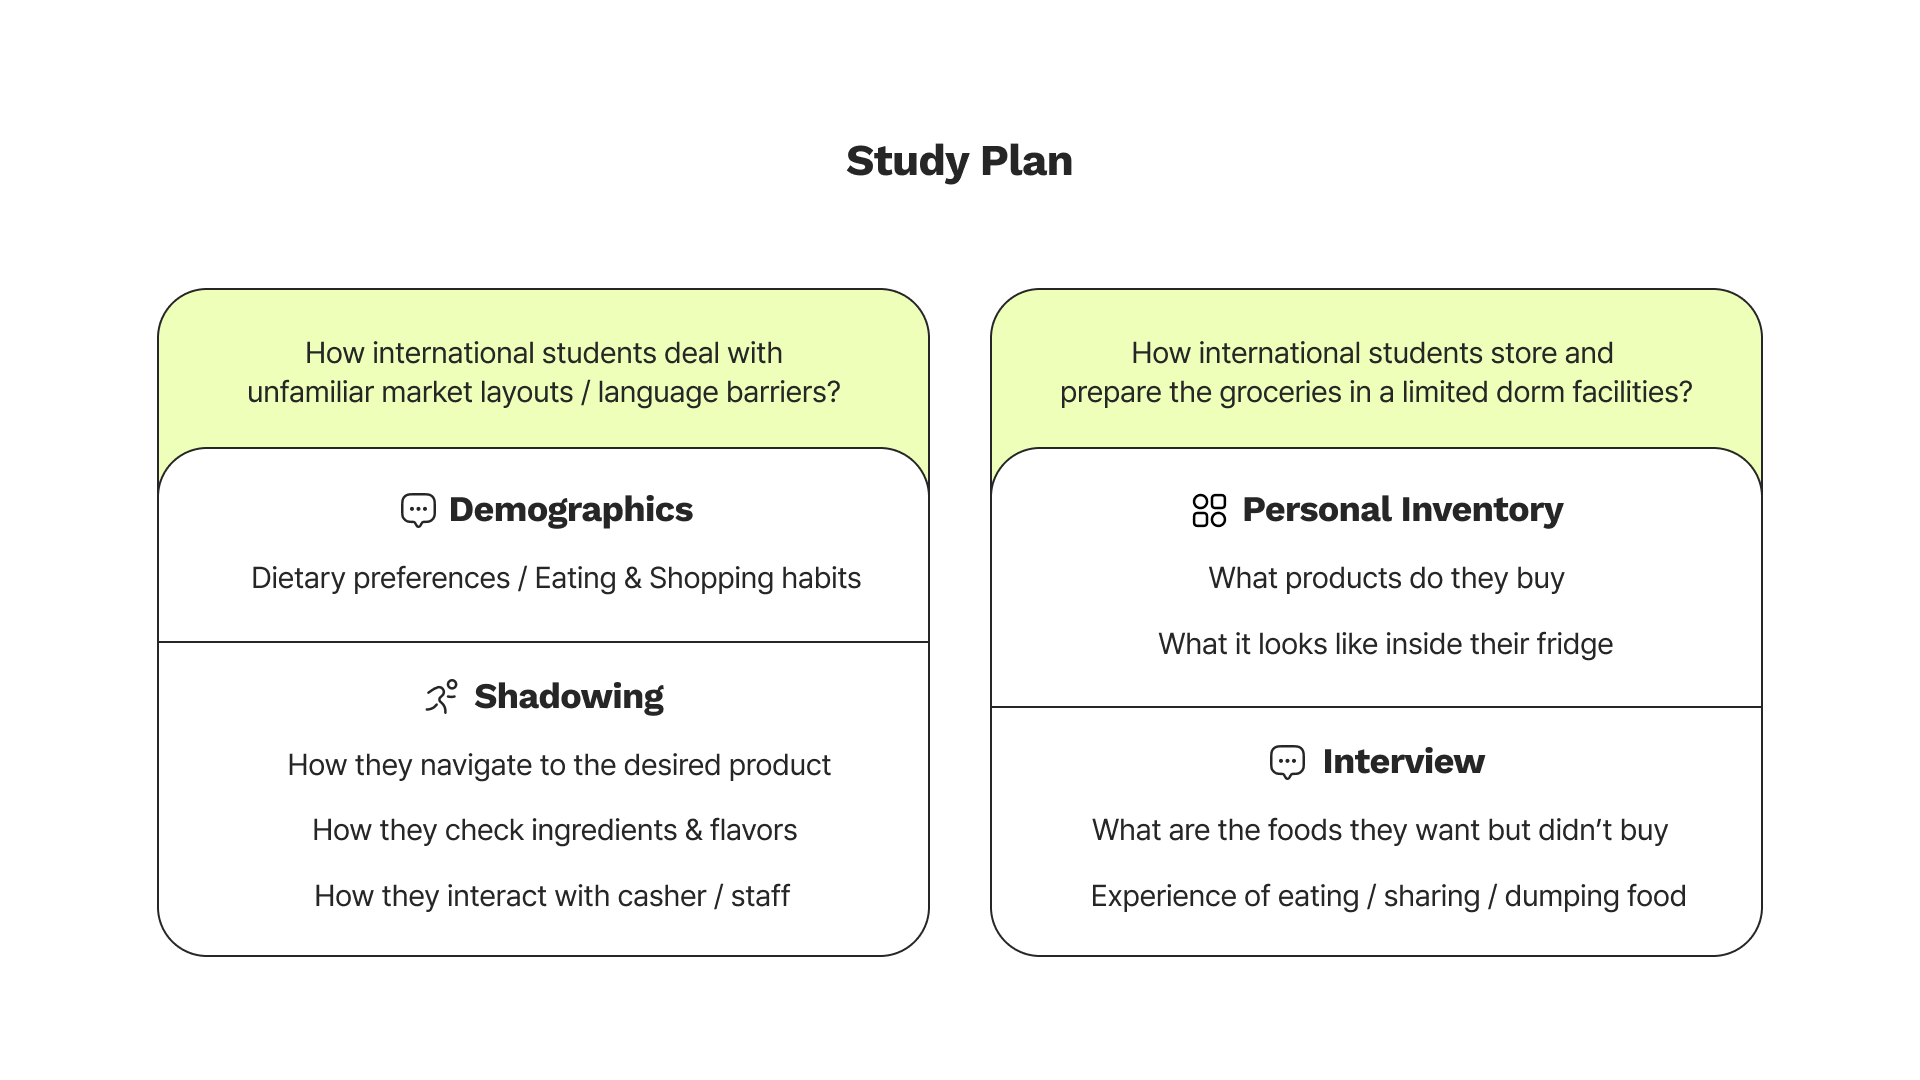 Study Plan
How international students deal with
unfamiliar market layouts / language barriers?
Demographics
Dietary preferences / Eating & Shopping habits
Shadowing
How they navigate to the desired product
How they check ingredients & flavors
How they interact with casher / staff
How international students store and
prepare the groceries in a limited dorm facilities?
Personal Inventory
What products do they buy
What it looks like inside their fridge
Interview
What are the foods they want but didn’t buy
Experience of eating / sharing / dumping food